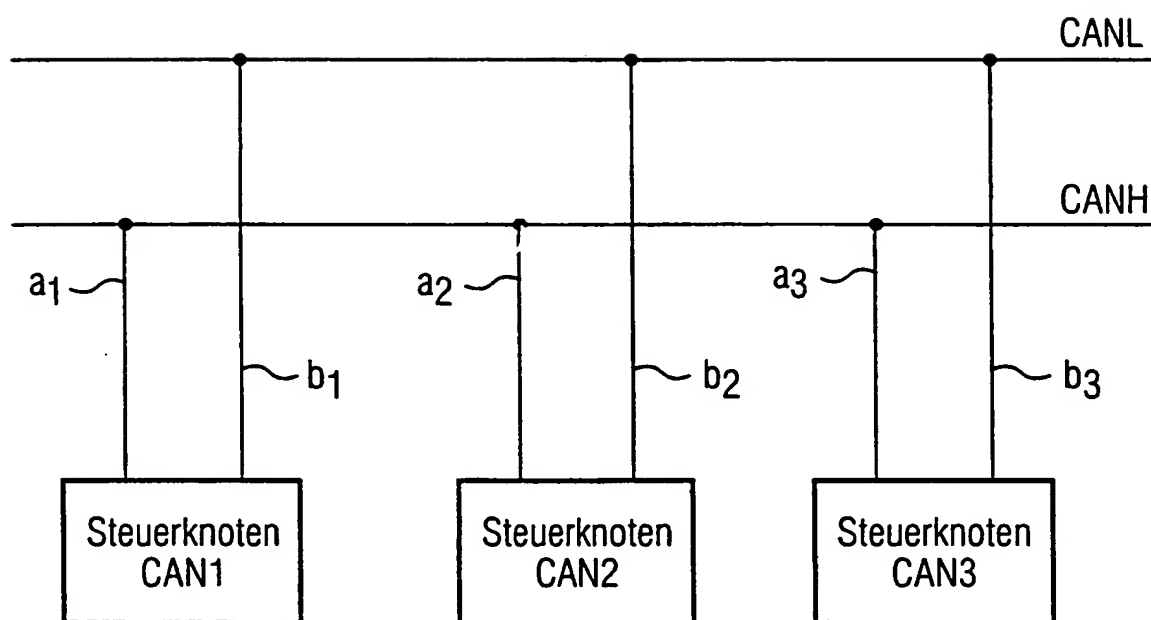 CANL
CANH
a1
a2
a3
b1
b2
b3
Steuerknoten
CAN1
Steuerknoten
CAN2
Steuerknoten
CAN3